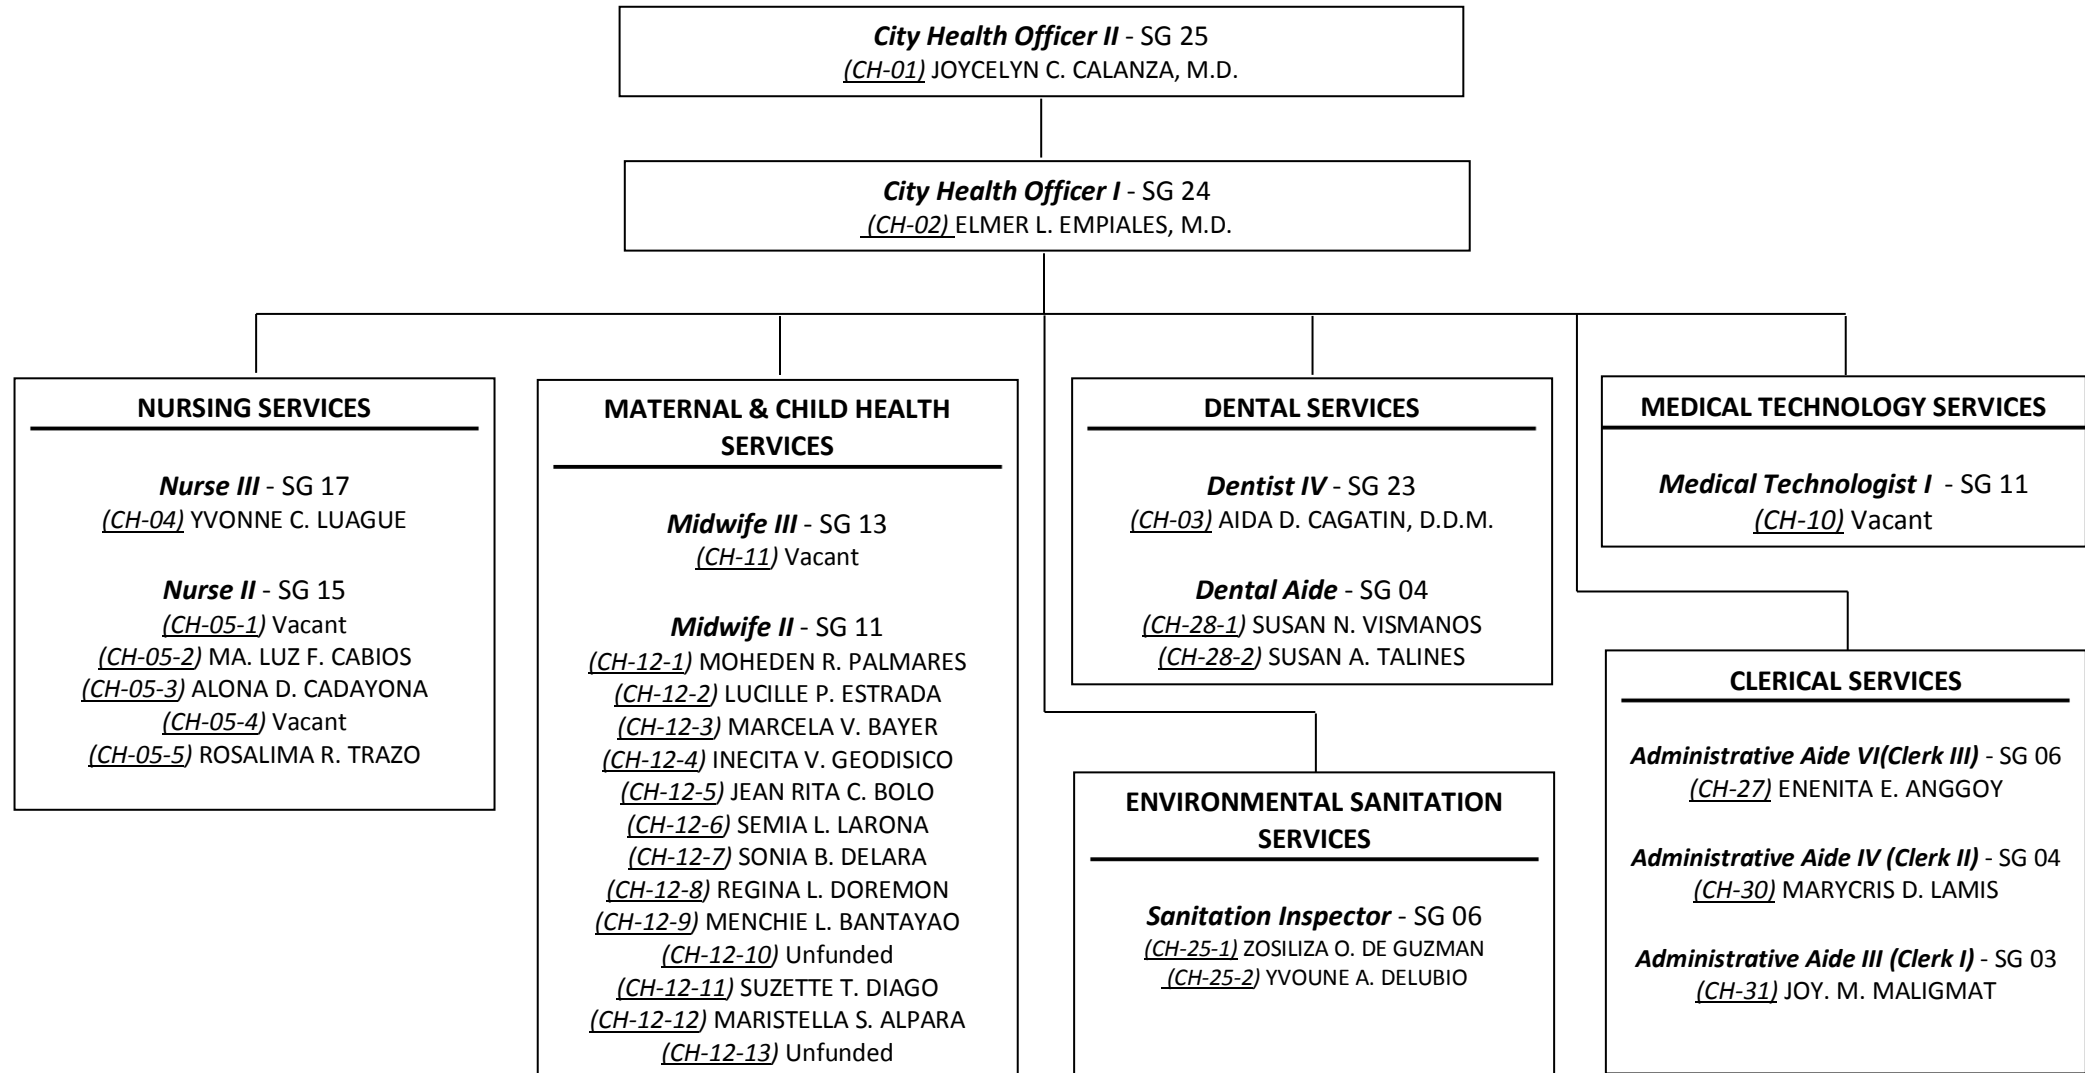 City Health Officer II - SG 25
(CH-01) JOYCELYN C. CALANZA, M.D.
City Health Officer I - SG 24
(CH-02) ELMER L. EMPIALES, M.D.
NURSING SERVICES
Nurse III - SG 17
(CH-04) YVONNE C. LUAGUE
Nurse II - SG 15
(CH-05-1) Vacant
(CH-05-2) MA. LUZ F. CABIOS
(CH-05-3) ALONA D. CADAYONA
(CH-05-4) Vacant
(CH-05-5) ROSALIMA R. TRAZO
MATERNAL & CHILD HEALTH
SERVICES
Midwife III - SG 13
(CH-11) Vacant
Midwife II - SG 11
(CH-12-1) MOHEDEN R. PALMARES
(CH-12-2) LUCILLE P. ESTRADA
(CH-12-3) MARCELA V. BAYER
(CH-12-4) INECITA V. GEODISICO
(CH-12-5) JEAN RITA C. BOLO
(CH-12-6) SEMIA L. LARONA
(CH-12-7) SONIA B. DELARA
(CH-12-8) REGINA L. DOREMON
(CH-12-9) MENCHIE L. BANTAYAO
(CH-12-10) Unfunded
(CH-12-11) SUZETTE T. DIAGO
(CH-12-12) MARISTELLA S. ALPARA
(CH-12-13) Unfunded
DENTAL SERVICES
Dentist IV - SG 23
(CH-03) AIDA D. CAGATIN, D.D.M.
Dental Aide - SG 04
(CH-28-1) SUSAN N. VISMANOS
(CH-28-2) SUSAN A. TALINES
ENVIRONMENTAL SANITATION
SERVICES
Sanitation Inspector - SG 06
(CH-25-1) ZOSILIZA O. DE GUZMAN
(CH-25-2) YVOUNE A. DELUBIO
MEDICAL TECHNOLOGY SERVICES
Medical Technologist I - SG 11
(CH-10) Vacant
CLERICAL SERVICES
Administrative Aide VI(Clerk III) - SG 06
(CH-27) ENENITA E. ANGGOY
Administrative Aide IV (Clerk II) - SG 04
(CH-30) MARYCRIS D. LAMIS
Administrative Aide III (Clerk I) - SG 03
(CH-31) JOY. M. MALIGMAT